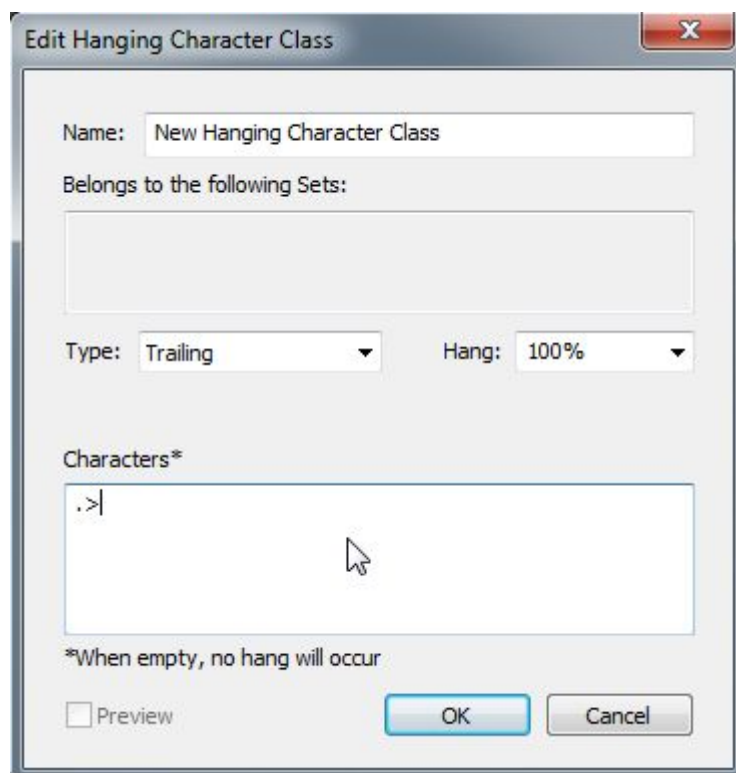 Edit Hanging Character Class
Name: New Hanging Character Class
Belongs to the following Sets:
Type: Trailing Hang: 100%
Characters*
.>
*When empty, no hang will occur
Preview OK Cancel